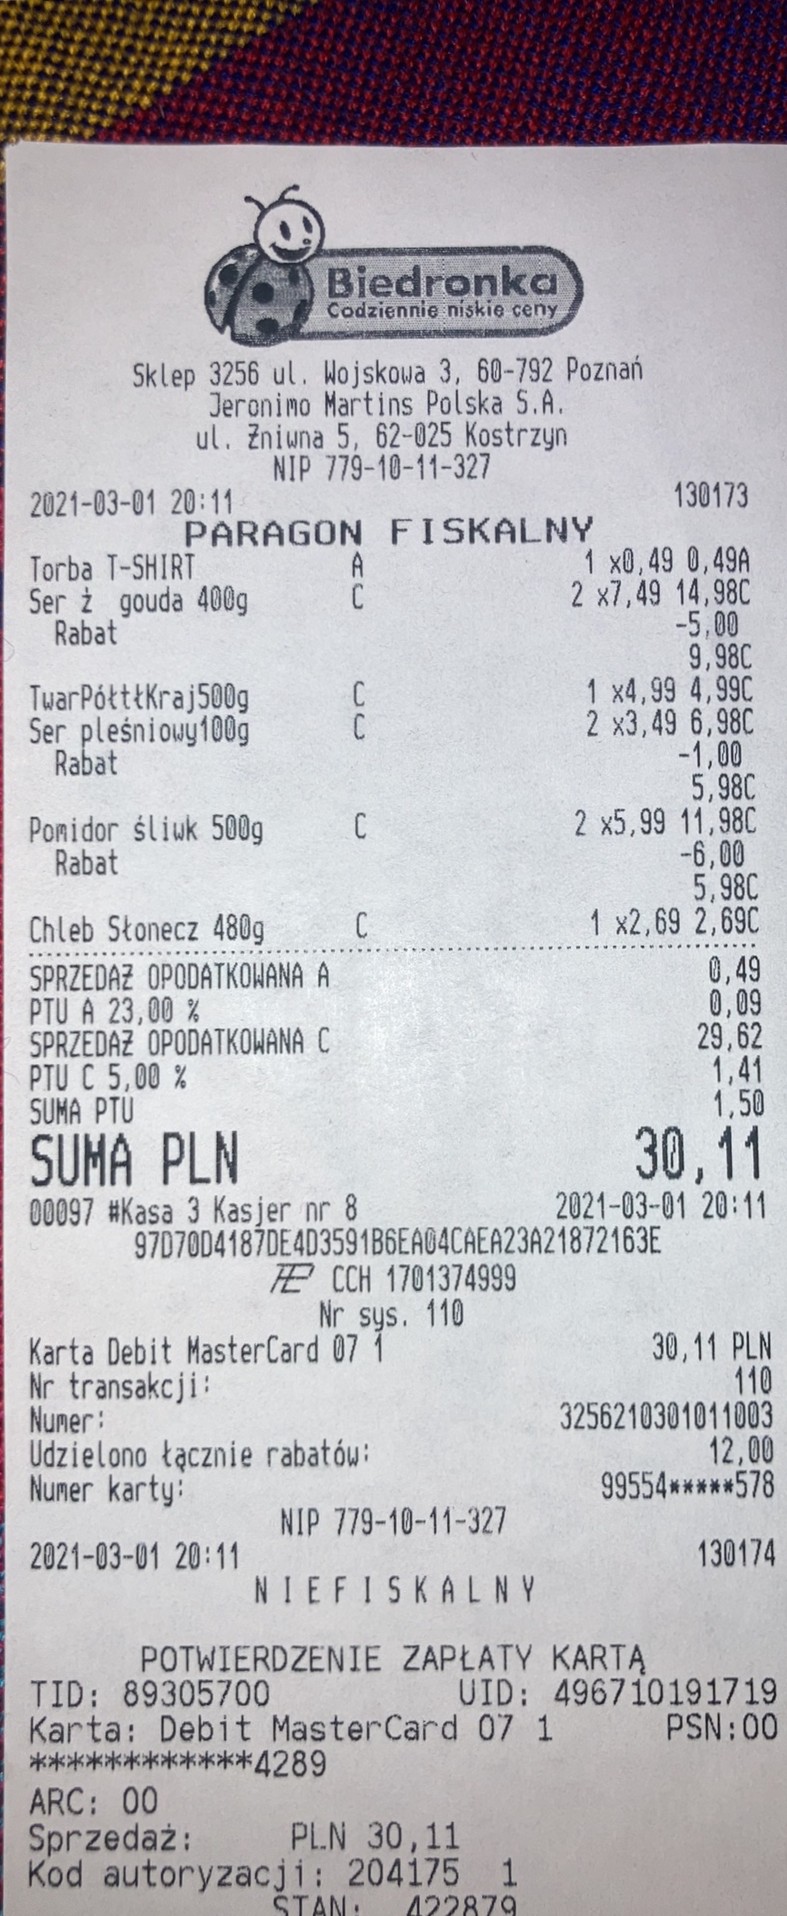 Biedronka
Codziennie niskie ceny
Sklep 3256 ul. Wojskowa 3, 60-792 Poznań
Jeronimo Martins Polska S.A.
ul. Żniwna 5, 62-025 Kostrzyn
NIP 779-10-11-327
2021-03-01 20:11 130173
PARAGON FISKALNY
Torba T-SHIRT A 1 x0,49 0,49A
Ser ż gouda 400g C 2 x7,49 14,98C
Rabat -5,00
9,98C
TwarPółtłKraj500g C 1 x4,99 4,99C
Ser pleśniowy100g C 2 x3,49 6,98C
Rabat -1,00
5,98C
Pomidor śliwk 500g C 2 x5,99 11,98C
Rabat -6,00
5,98C
Chleb Słonecz 480g C 1 x2,69 2,69C
SPRZEDAŻ OPODATKOWANA A 0,49
PTU A 23,00 % 0,09
SPRZEDAŻ OPODATKOWANA C 29,62
PTU C 5,00 % 1,41
SUMA PTU 1,50
SUMA PLN 30,11
00097 #Kasa 3 Kasjer nr 8 2021-03-01 20:11
97D70D4187DE4D3591B6EA04CAEA23A21872163E
CCH 1701374999
Nr sys. 110
Karta Debit MasterCard 07 1 30,11 PLN
Nr transakcji: 110
Numer: 3256210301011003
Udzielono łącznie rabatów: 12,00
Numer karty: 99554*****578
NIP 779-10-11-327
2021-03-01 20:11 130174
NIEFISKALNY
POTWIERDZENIE ZAPŁATY KARTĄ
TID: 89305700 UID: 496710191719
Karta: Debit MasterCard 07 1 PSN:00
************4289
ARC: 00
Sprzedaż: PLN 30,11
Kod autoryzacji: 204175 1
STAN: 422879